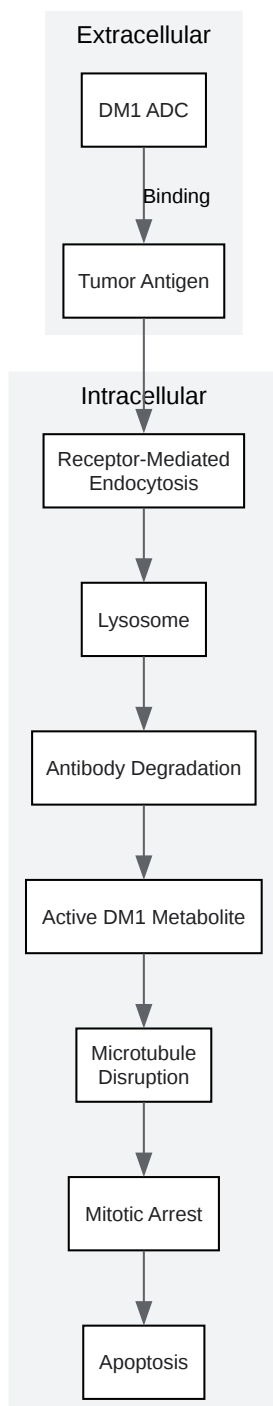 Extracellular
DM1 ADC
Binding
Tumor Antigen
Intracellular
Receptor-Mediated
Endocytosis
Lysosome
Antibody Degradation
Active DM1 Metabolite
Microtubule
Disruption
Mitotic Arrest
Apoptosis